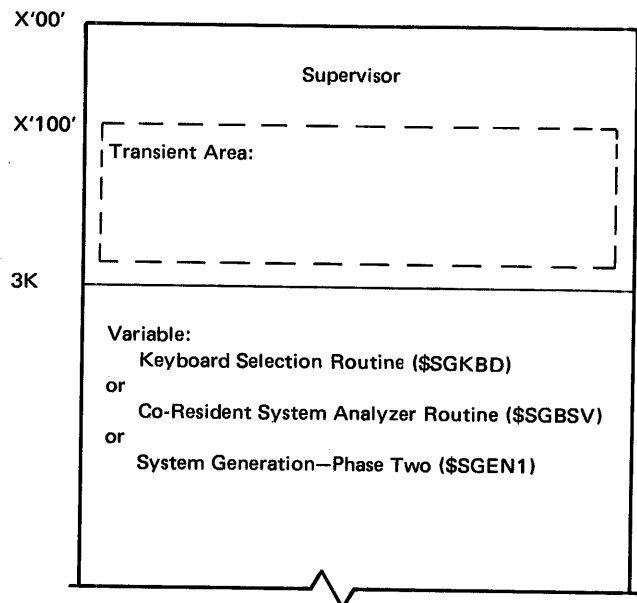 X'00'
Supervisor
X'100'
Transient Area:
3K
Variable:
Keyboard Selection Routine ($SGKBD)
or
Co-Resident System Analyzer Routine ($SGBSV)
or
System Generation—Phase Two ($SGEN1)